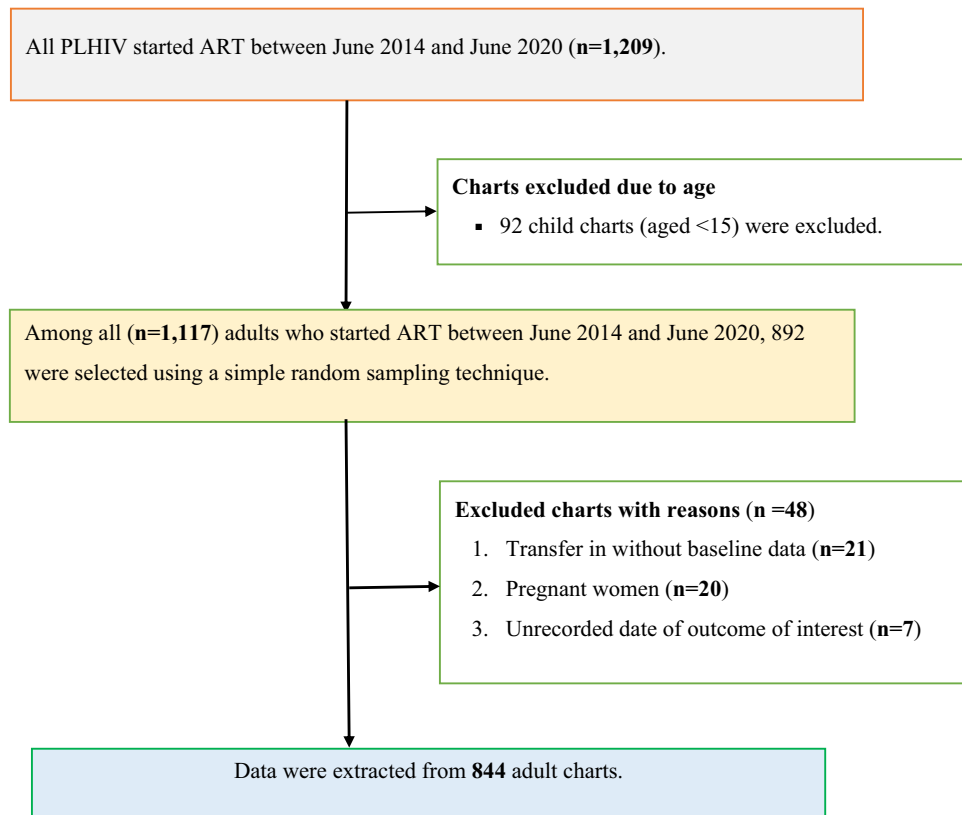 All PLHIV started ART between June 2014 and June 2020 (n=1,209).
Charts excluded due to age
▪ 92 child charts (aged <15) were excluded.
Among all (n=1,117) adults who started ART between June 2014 and June 2020, 892
were selected using a simple random sampling technique.
Excluded charts with reasons (n =48)
1. Transfer in without baseline data (n=21)
2. Pregnant women (n=20)
3. Unrecorded date of outcome of interest (n=7)
Data were extracted from 844 adult charts.